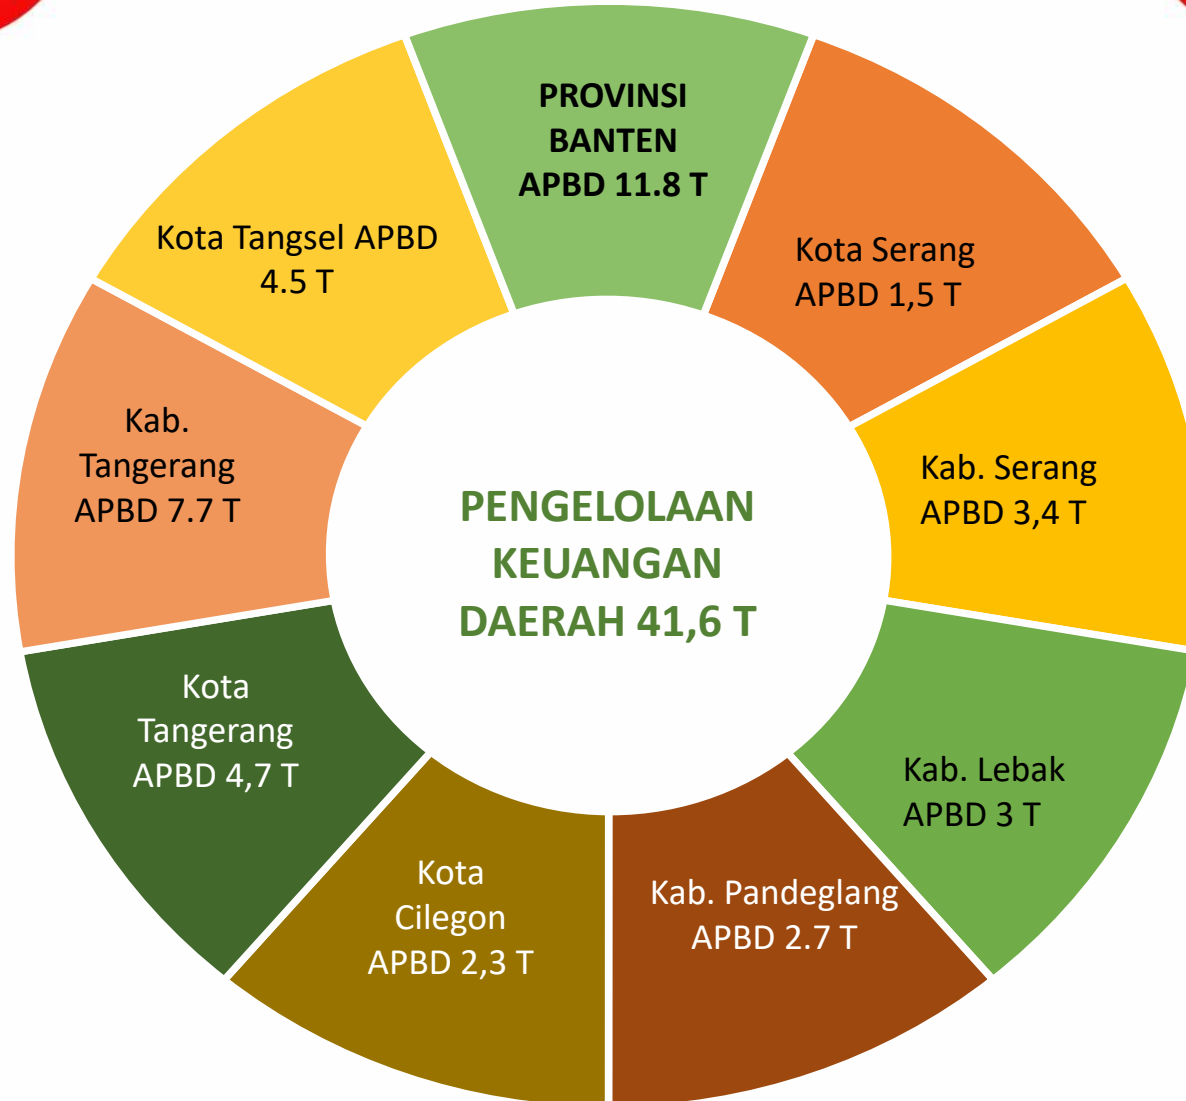 PROVINSI
BANTEN
APBD 11.8 T
Kota Serang
APBD 1,5 T
Kab. Serang
APBD 3,4 T
Kab. Lebak
APBD 3 T
Kab. Pandeglang
APBD 2.7 T
Kota
Cilegon
APBD 2,3 T
Kota
Tangerang
APBD 4,7 T
Kab.
Tangerang
APBD 7.7 T
Kota Tangsel APBD
4.5 T
PENGELOLAAN
KEUANGAN
DAERAH 41,6 T